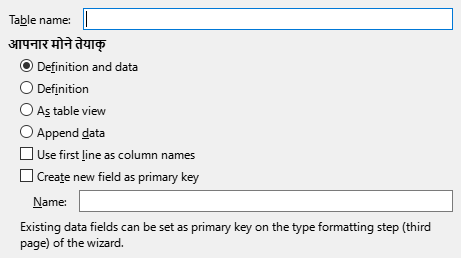 Table name:
आपनार मोने तेयाक्
Definition and data
Definition
As table view
Append data
Use first line as column names
Create new field as primary key
Name:
Existing data fields can be set as primary key on the type formatting step (third
page) of the wizard.